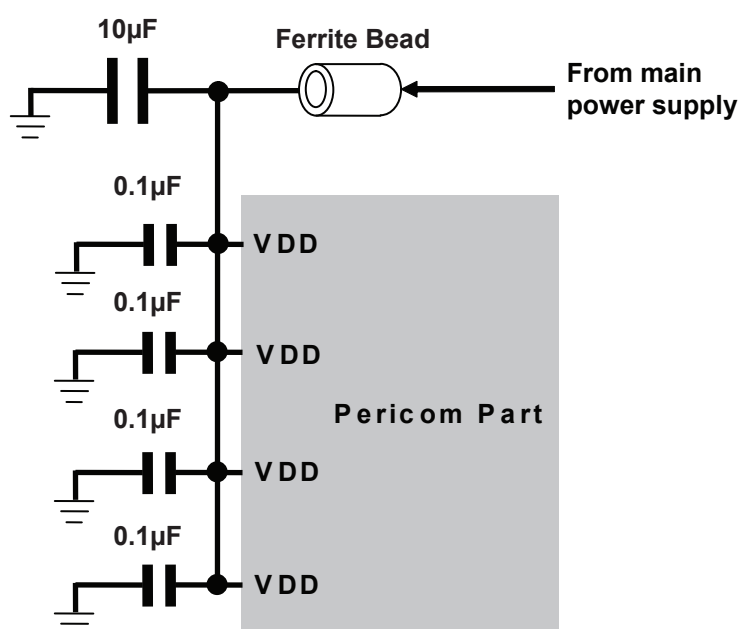 10µF
Ferrite Bead
From main
power supply
0.1µF
VDD
0.1µF
VDD
Pericom Part
0.1µF
VDD
0.1µF
VDD